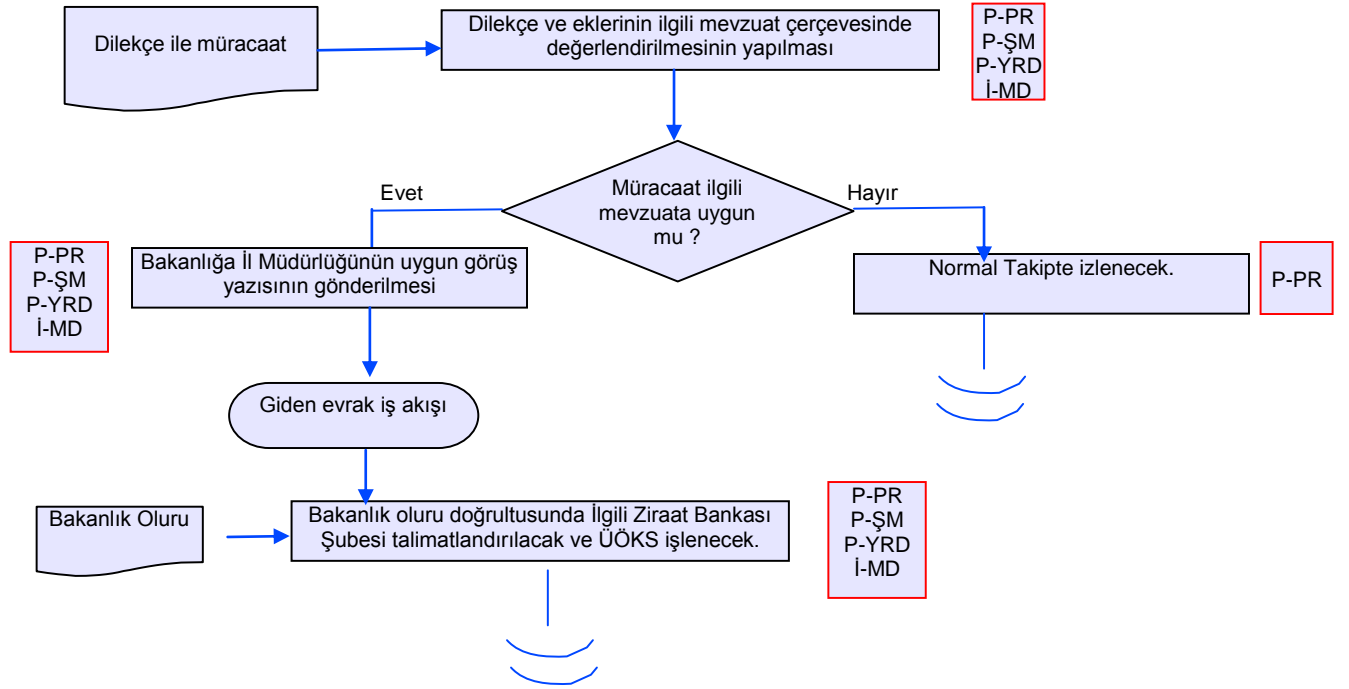 Dilekçe ile müracaat
Dilekçe ve eklerinin ilgili mevzuat çerçevesinde
değerlendirilmesinin yapılması
P-PR
P-ŞM
P-YRD
İ-MD
Müracaat ilgili
mevzuata uygun
mu ?
Evet
Hayır
P-PR
P-ŞM
P-YRD
İ-MD
Bakanlığa İl Müdürlüğünün uygun görüş
yazısının gönderilmesi
Normal Takipte izlenecek.
P-PR
Giden evrak iş akışı
Bakanlık Oluru
Bakanlık oluru doğrultusunda İlgili Ziraat Bankası
Şubesi talimatlandırılacak ve ÜÖKS işlenecek.
P-PR
P-ŞM
P-YRD
İ-MD